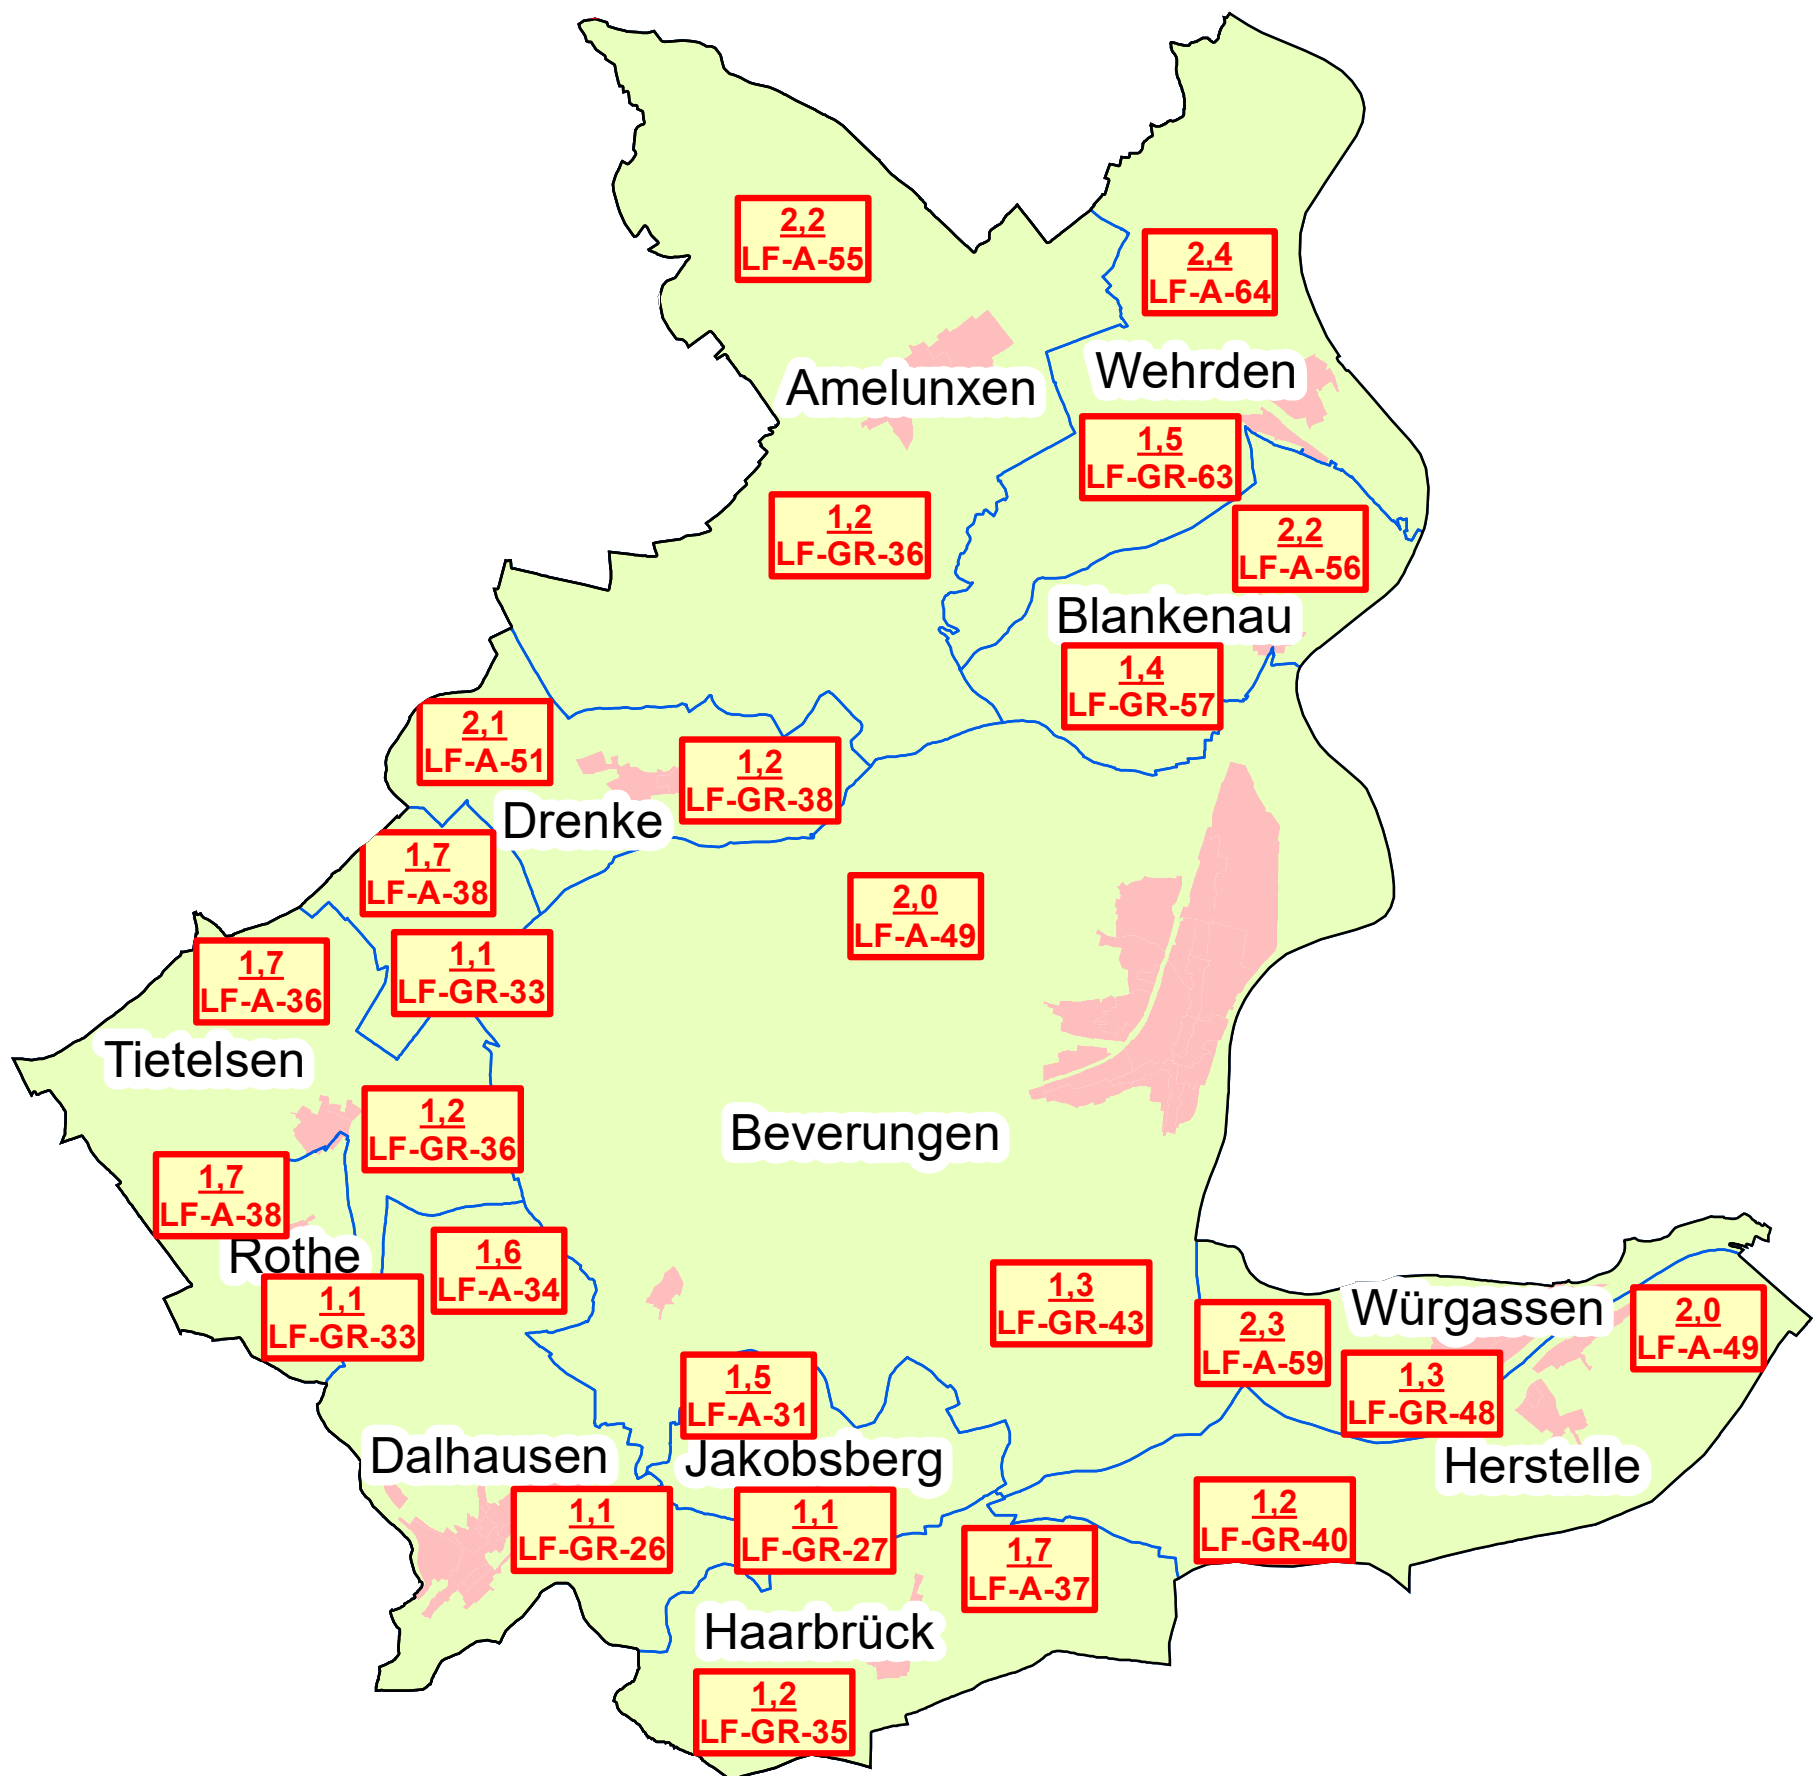 2,2
LF-A-55
2,4
LF-A-64
Wehrden
Amelunxen
1,5
LF-GR-63
1,2
LF-GR-36
2,2
LF-A-56
Blankenau
1,4
LF-GR-57
2,1
LF-A-51
1,2
LF-GR-38
Drenke
1,7
LF-A-38
2,0
LF-A-49
1,7
LF-A-36
1,1
LF-GR-33
Tietelsen
1,2
LF-GR-36
Beverungen
1,7
LF-A-38
Rothe
1,6
LF-A-34
1,1
LF-GR-33
1,3
LF-GR-43
2,3
LF-A-59
Würgassen
2,0
LF-A-49
1,5
LF-A-31
1,3
LF-GR-48
Dalhausen
Jakobsberg
Herstelle
1,1
LF-GR-26
1,1
LF-GR-27
1,2
LF-GR-40
1,7
LF-A-37
Haarbrück
1,2
LF-GR-35